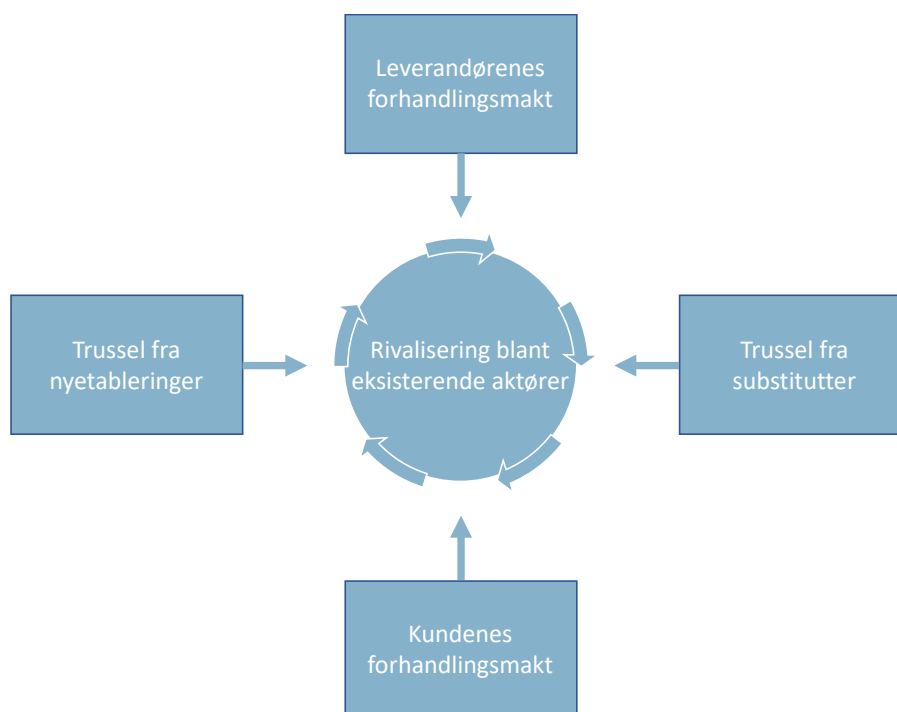 Leverandørenes
forhandlingsmakt
Trussel fra
nyetableringer
Rivalisering blant
eksisterende aktører
Trussel fra
substitutter
Kundenes
forhandlingsmakt